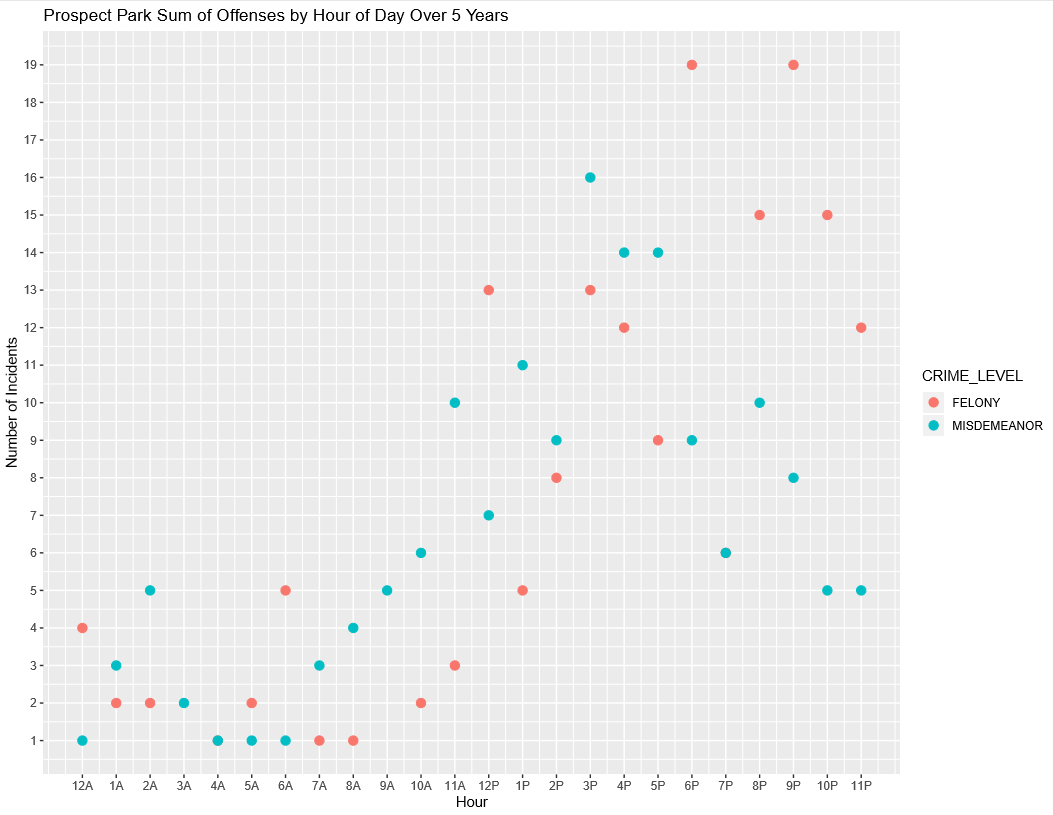 Prospect Park Sum of Offenses by Hour of Day Over 5 Years
19
18
17
16
15
14
13
12
11
10
9
8
7
6
5
4
3
2
1
Number of Incidents
12A 1A 2A 3A 4A 5A 6A 7A 8A 9A 10A 11A 12P 1P 2P 3P 4P 5P 6P 7P 8P 9P 10P 11P
Hour
CRIME_LEVEL
FELONY
MISDEMEANOR